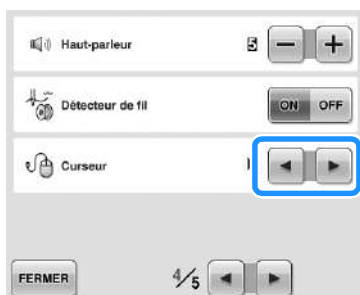 Haut-parleur 5 − +
Détecteur de fil ON OFF
Curseur
FERMER 4/5